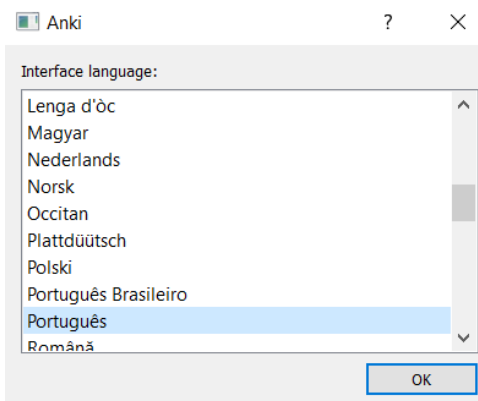 Anki
?
Interface language:
Lenga d'òc
Magyar
Nederlands
Norsk
Occitan
Plattdüütsch
Polski
Português Brasileiro
Português
Română
OK